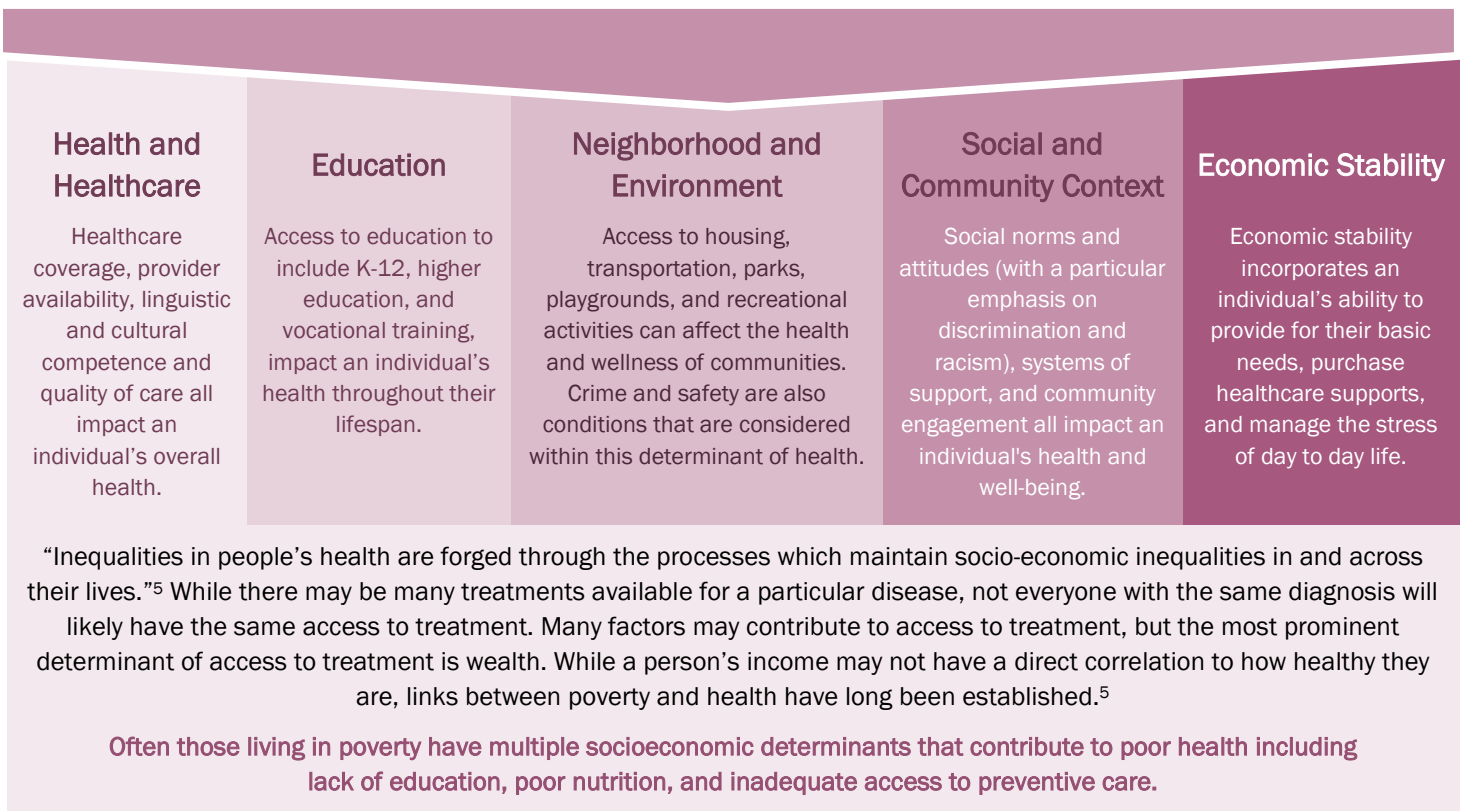 Health and
Healthcare
Healthcare
coverage, provider
availability, linguistic
and cultural
competence and
quality of care all
impact an
individual’s overall
health.
Education
Access to education to
include K-12, higher
education, and
vocational training,
impact an individual’s
health throughout their
lifespan.
Neighborhood and
Environment
Access to housing,
transportation, parks,
playgrounds, and recreational
activities can affect the health
and wellness of communities.
Crime and safety are also
conditions that are considered
within this determinant of health.
Social and
Community Context
Social norms and
attitudes (with a particular
emphasis on
discrimination and
racism), systems of
support, and community
engagement all impact an
individual's health and
well-being.
Economic Stability
Economic stability
incorporates an
individual’s ability to
provide for their basic
needs, purchase
healthcare supports,
and manage the stress
of day to day life.
“Inequalities in people’s health are forged through the processes which maintain socio-economic inequalities in and across
their lives.”⁵ While there may be many treatments available for a particular disease, not everyone with the same diagnosis will
likely have the same access to treatment. Many factors may contribute to access to treatment, but the most prominent
determinant of access to treatment is wealth. While a person’s income may not have a direct correlation to how healthy they
are, links between poverty and health have long been established.⁵
Often those living in poverty have multiple socioeconomic determinants that contribute to poor health including
lack of education, poor nutrition, and inadequate access to preventive care.